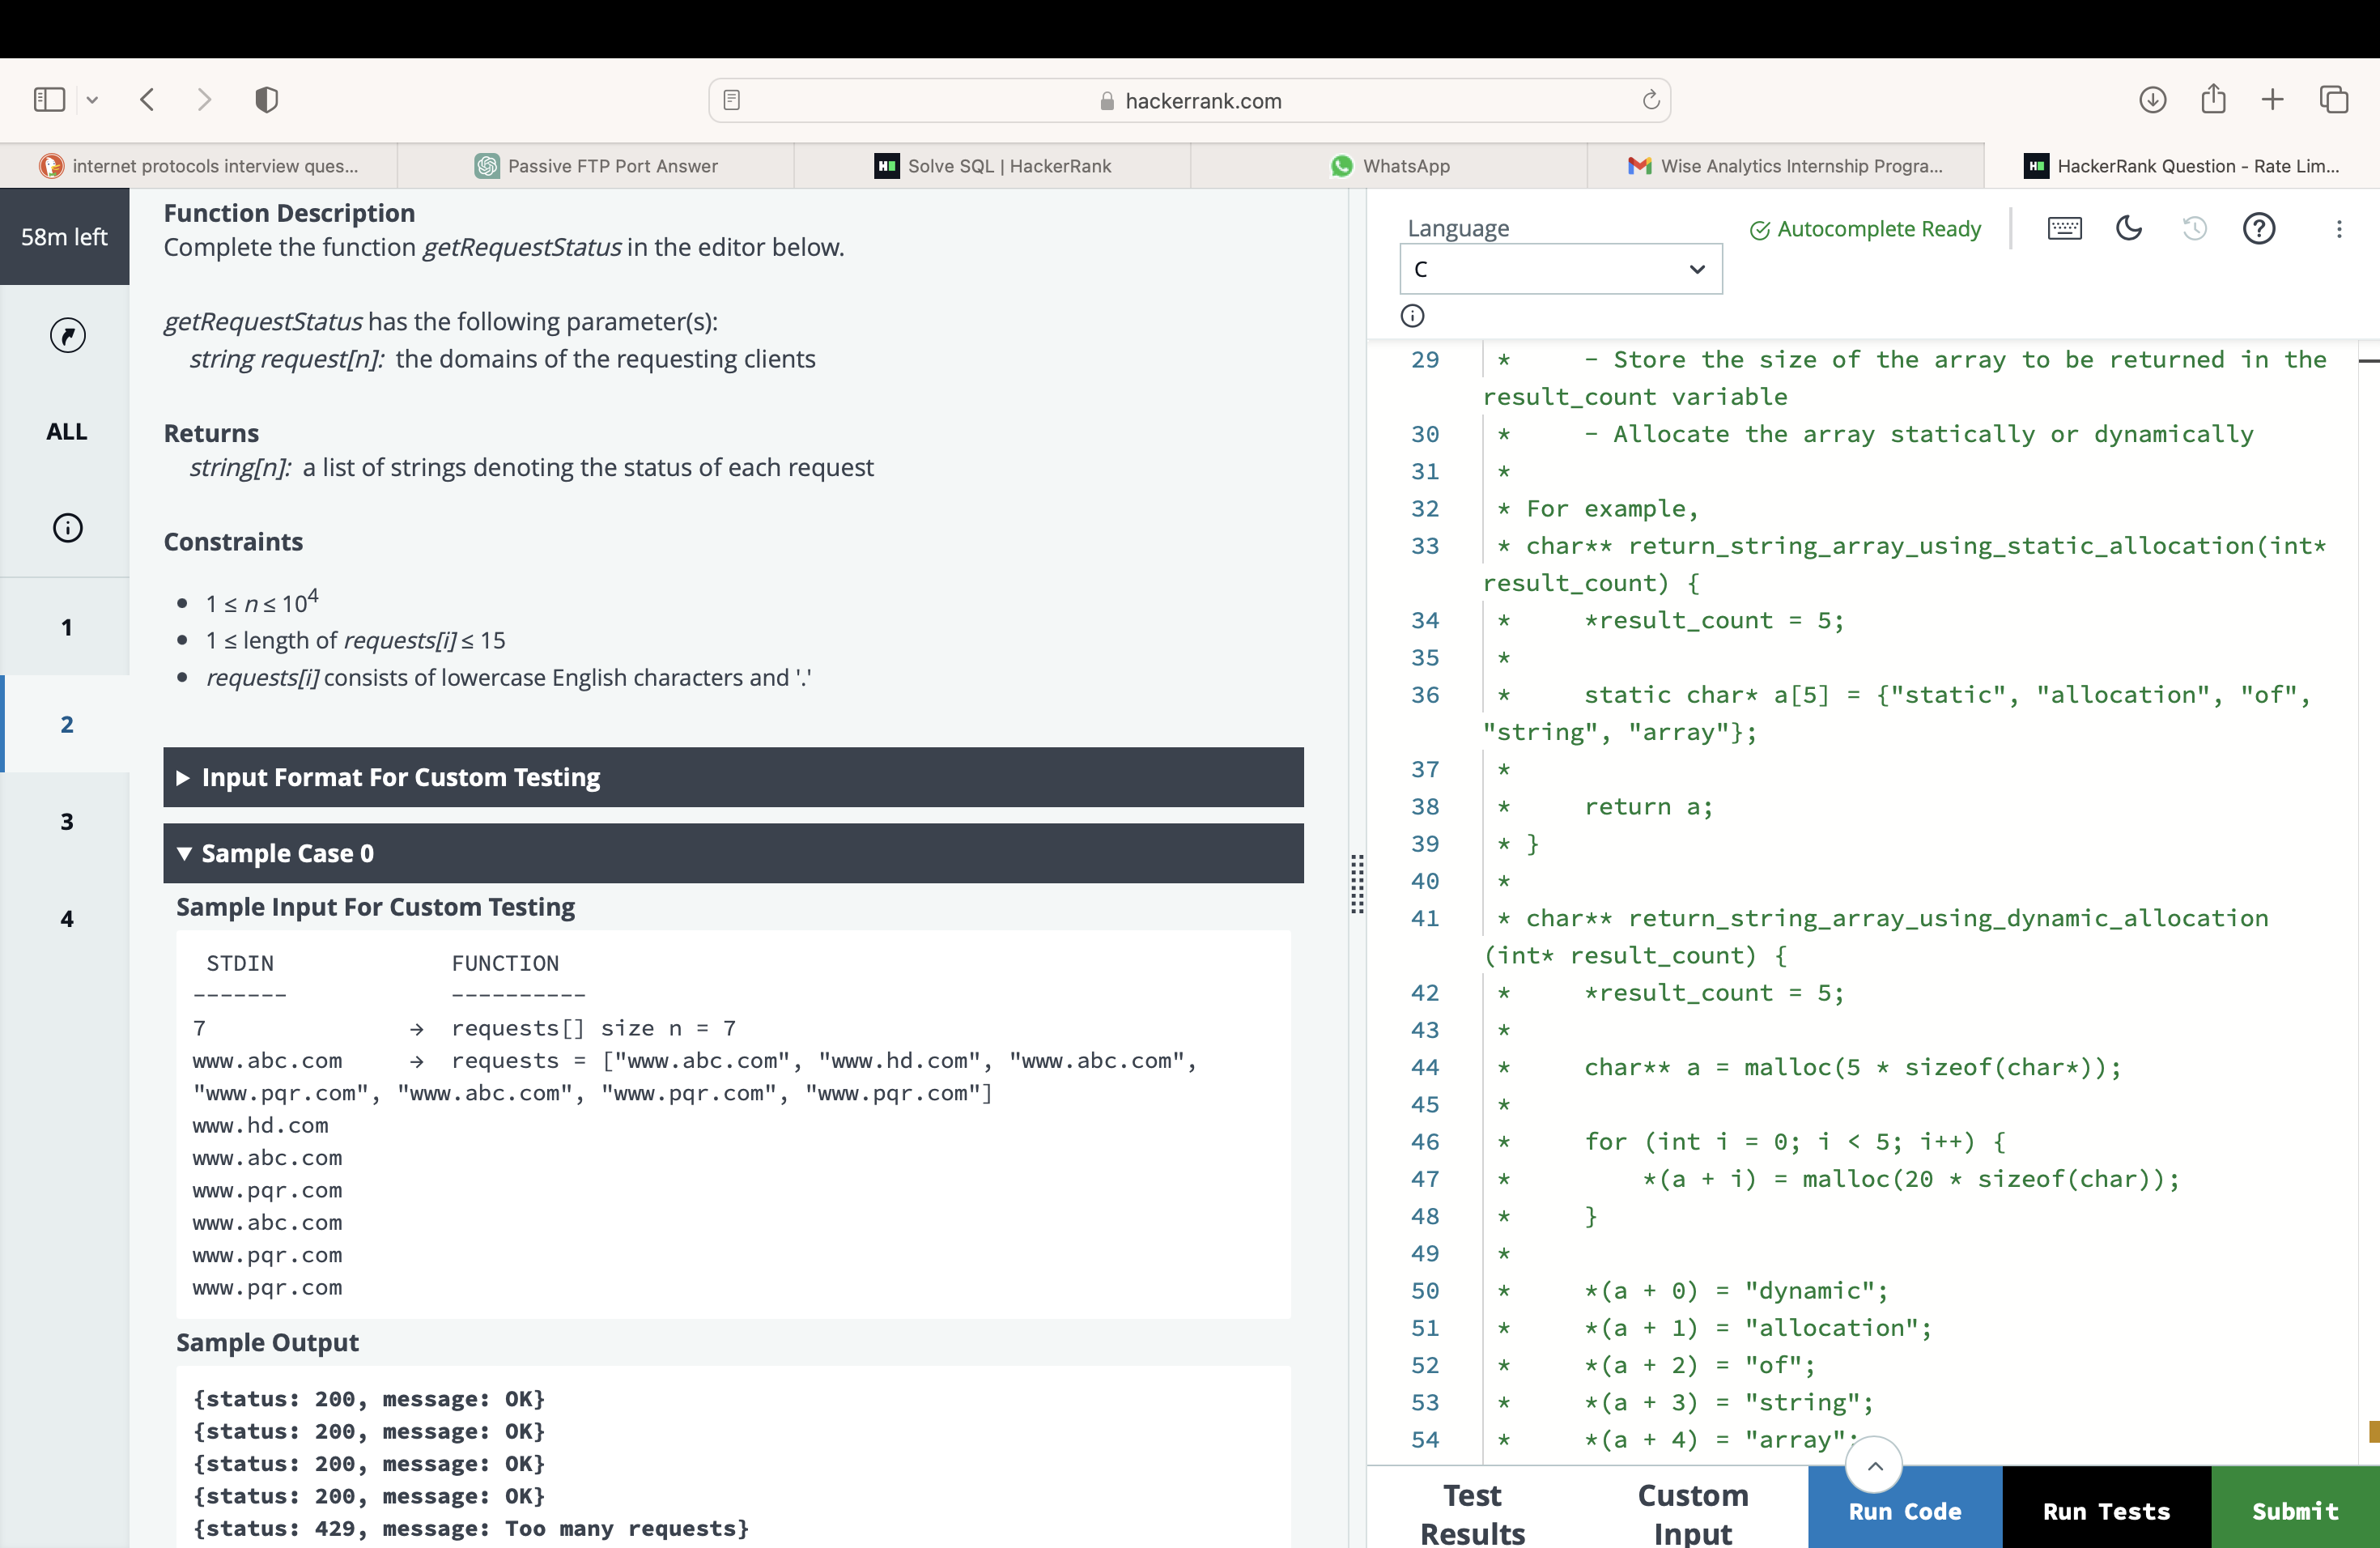 hackerrank.com
internet protocols interview ques...
Passive FTP Port Answer
Solve SQL | HackerRank
WhatsApp
Wise Analytics Internship Progra...
HackerRank Question - Rate Lim...
58m left
ALL
1
2
3
4
Function Description
Complete the function getRequestStatus in the editor below.
getRequestStatus has the following parameter(s):
string request[n]: the domains of the requesting clients
Returns
string[n]: a list of strings denoting the status of each request
Constraints
• 1 ≤ n ≤ 10⁴
• 1 ≤ length of requests[i] ≤ 15
• requests[i] consists of lowercase English characters and '.'
▶ Input Format For Custom Testing
▼ Sample Case 0
Sample Input For Custom Testing
STDIN FUNCTION
------- ----------
7 → requests[] size n = 7
www.abc.com → requests = ["www.abc.com", "www.hd.com", "www.abc.com",
"www.pqr.com", "www.abc.com", "www.pqr.com", "www.pqr.com"]
www.hd.com
www.abc.com
www.pqr.com
www.abc.com
www.pqr.com
www.pqr.com
Sample Output
{status: 200, message: OK}
{status: 200, message: OK}
{status: 200, message: OK}
{status: 200, message: OK}
{status: 429, message: Too many requests}
Language
Autocomplete Ready
C
29 * - Store the size of the array to be returned in the
result_count variable
30 * - Allocate the array statically or dynamically
31 *
32 * For example,
33 * char** return_string_array_using_static_allocation(int*
result_count) {
34 * *result_count = 5;
35 *
36 * static char* a[5] = {"static", "allocation", "of",
"string", "array"};
37 *
38 * return a;
39 * }
40 *
41 * char** return_string_array_using_dynamic_allocation
(int* result_count) {
42 * *result_count = 5;
43 *
44 * char** a = malloc(5 * sizeof(char*));
45 *
46 * for (int i = 0; i < 5; i++) {
47 * *(a + i) = malloc(20 * sizeof(char));
48 * }
49 *
50 * *(a + 0) = "dynamic";
51 * *(a + 1) = "allocation";
52 * *(a + 2) = "of";
53 * *(a + 3) = "string";
54 * *(a + 4) = "array";
Test
Results
Custom
Input
Run Code
Run Tests
Submit